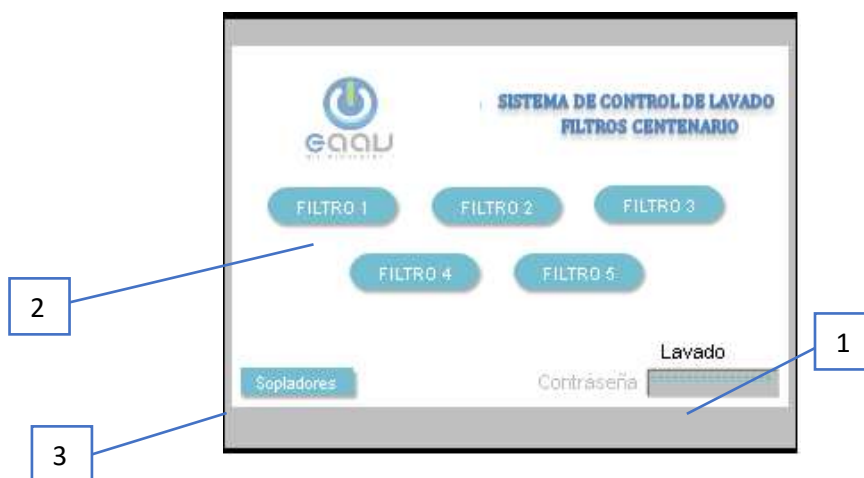 SISTEMA DE CONTROL DE LAVADO
FILTROS CENTENARIO
eaav
FILTRO 1
FILTRO 2
FILTRO 3
FILTRO 4
FILTRO 5
2
Lavado
1
Sopladores
Contraseña
3